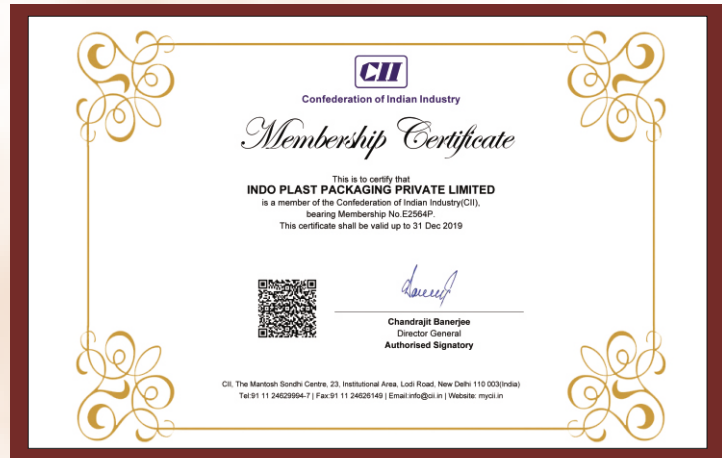 CII
Confederation of Indian Industry
Membership Certificate
This is to certify that
INDO PLAST PACKAGING PRIVATE LIMITED
is a member of the Confederation of Indian Industry(CII),
bearing Membership No.E2564P.
This certificate shall be valid up to 31 Dec 2019
Chandrajit Banerjee
Director General
Authorised Signatory
CII, The Mantosh Sondhi Centre, 23, Institutional Area, Lodi Road, New Delhi 110 003(India)
Tel:91 11 24629994-7 | Fax:91 11 24626149 | Email:info@cii.in | Website: mycii.in